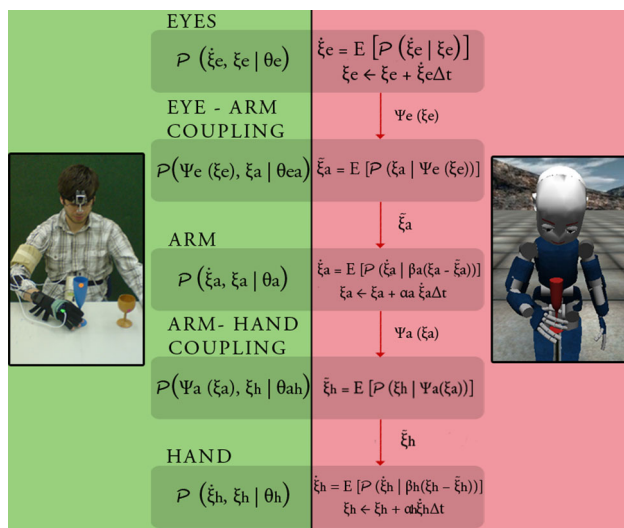 EYES
𝒫 (ξ̇e, ξe | θe)
ξ̇e = E [𝒫 (ξ̇e | ξe)]
ξe ← ξe + ξ̇eΔt
Ψe (ξe)
EYE - ARM
COUPLING
𝒫(Ψe (ξe), ξa | θea)
ξ̃a = E [𝒫 (ξa | Ψe (ξe))]
ξ̃a
ARM
𝒫 (ξ̇a, ξa | θa)
ξ̇a = E [𝒫 (ξ̇a | βa(ξa - ξ̃a))]
ξa ← ξa + αa ξ̇aΔt
Ψa (ξa)
ARM- HAND
COUPLING
𝒫(Ψa (ξa), ξh | θah)
ξ̃h = E [𝒫 (ξh | Ψa(ξa))]
ξ̃h
HAND
𝒫 (ξ̇h, ξh | θh)
ξ̇h = E [𝒫 (ξ̇h | βh(ξh - ξ̃h))]
ξh ← ξh + αhξ̇hΔt